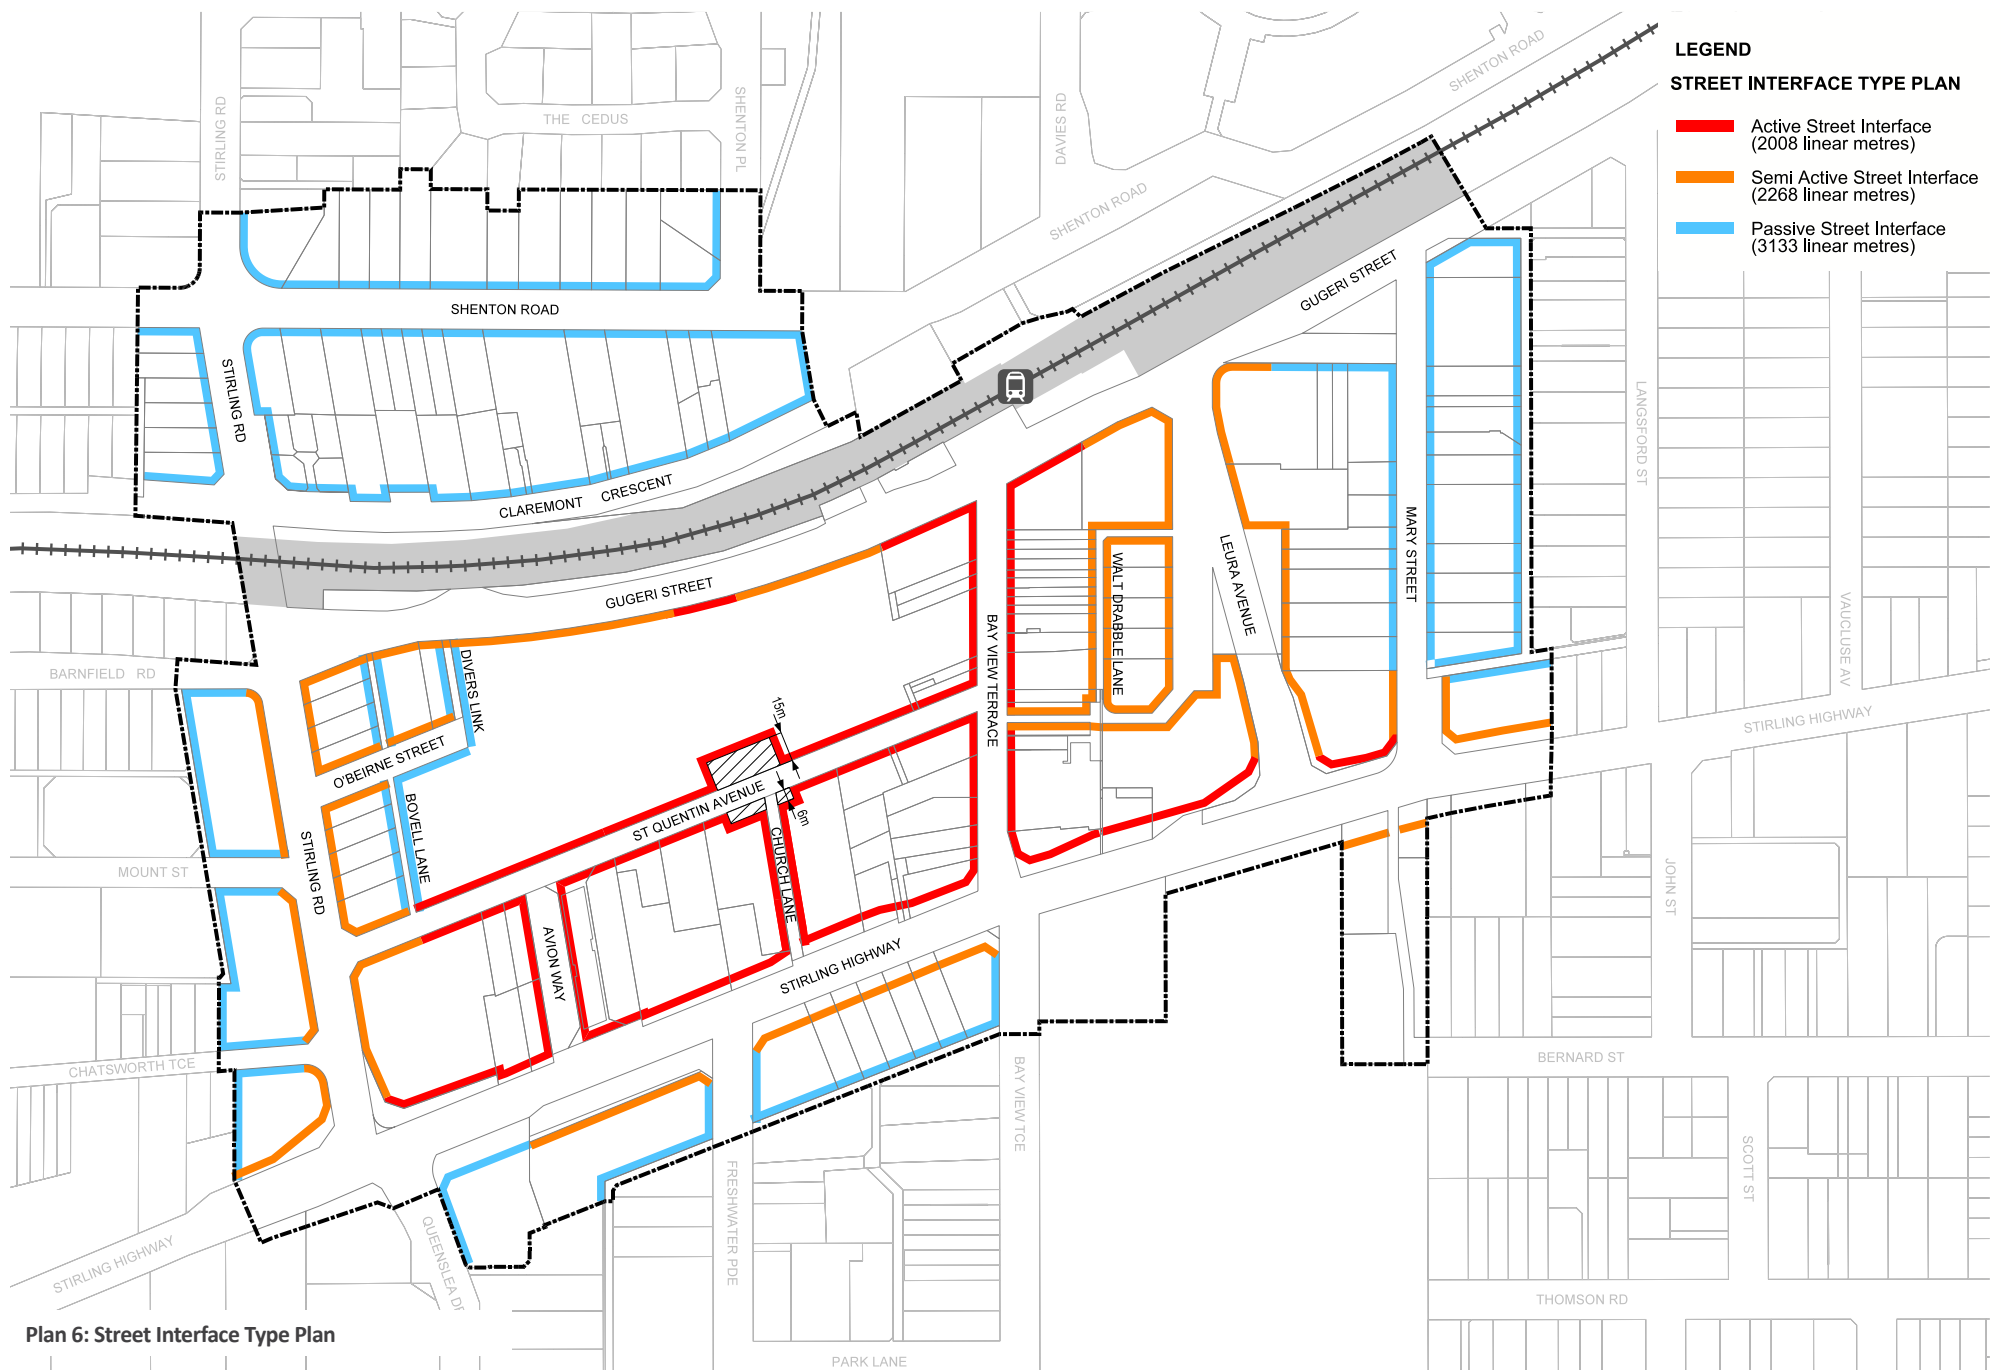 LEGEND
STREET INTERFACE TYPE PLAN
Active Street Interface
(2008 linear metres)
Semi Active Street Interface
(2268 linear metres)
Passive Street Interface
(3133 linear metres)
STIRLING RD
THE CEDUS
SHENTON PL
DAVIES RD
SHENTON ROAD
SHENTON ROAD
SHENTON ROAD
GUGERI STREET
STIRLING RD
LANGSFORD ST
CLAREMONT CRESCENT
MARY STREET
GUGERI STREET
WALT DRABBLE LANE
LEURA AVENUE
VAUCLUSE AV
BARNFIELD RD
DIVERS LINK
BAY VIEW TERRACE
15m
STIRLING HIGHWAY
O'BEIRNE STREET
ST QUENTIN AVENUE
6m
BOVELL LANE
STIRLING RD
MOUNT ST
CHURCH LANE
JOHN ST
AVION WAY
STIRLING HIGHWAY
CHATSWORTH TCE
BAY VIEW TCE
BERNARD ST
SCOTT ST
FRESHWATER PDE
STIRLING HIGHWAY
QUEENSLEA
THOMSON RD
Plan 6: Street Interface Type Plan
PARK LANE